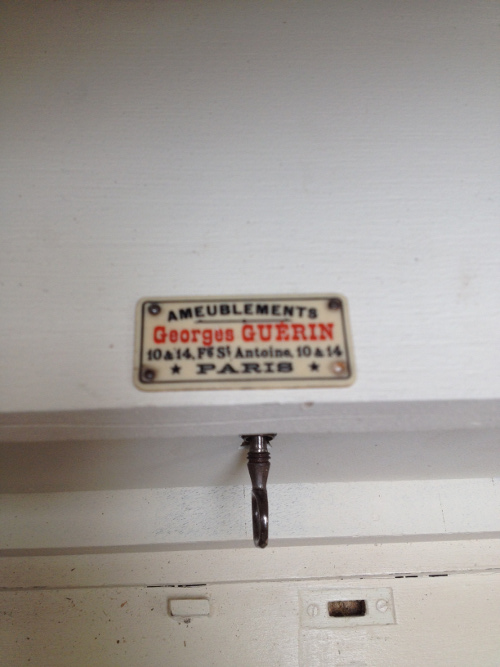 AMEUBLEMENTS
Georges GUÉRIN
10 & 14, Fg St Antoine, 10 & 14
★ PARIS ★